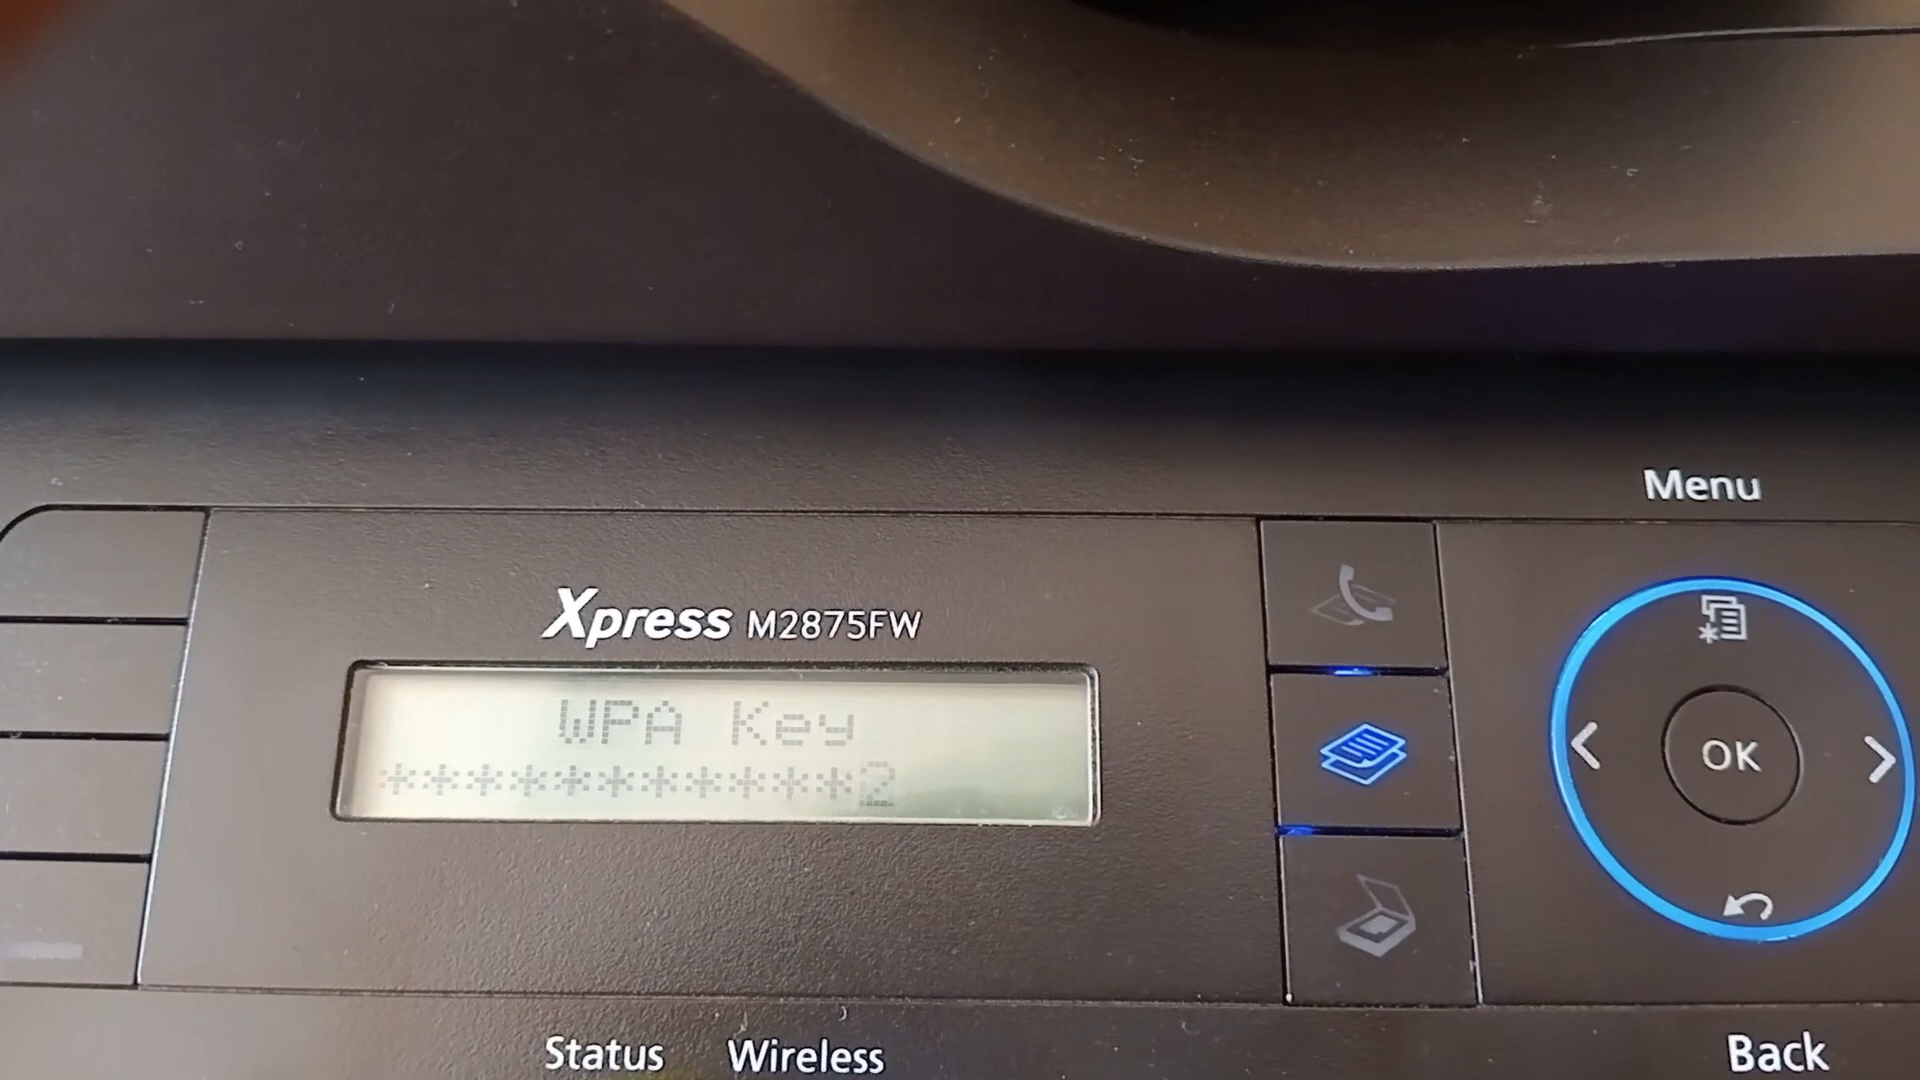 Menu
Xpress M2875FW
WPA Key
***********2
OK
Status Wireless
Back